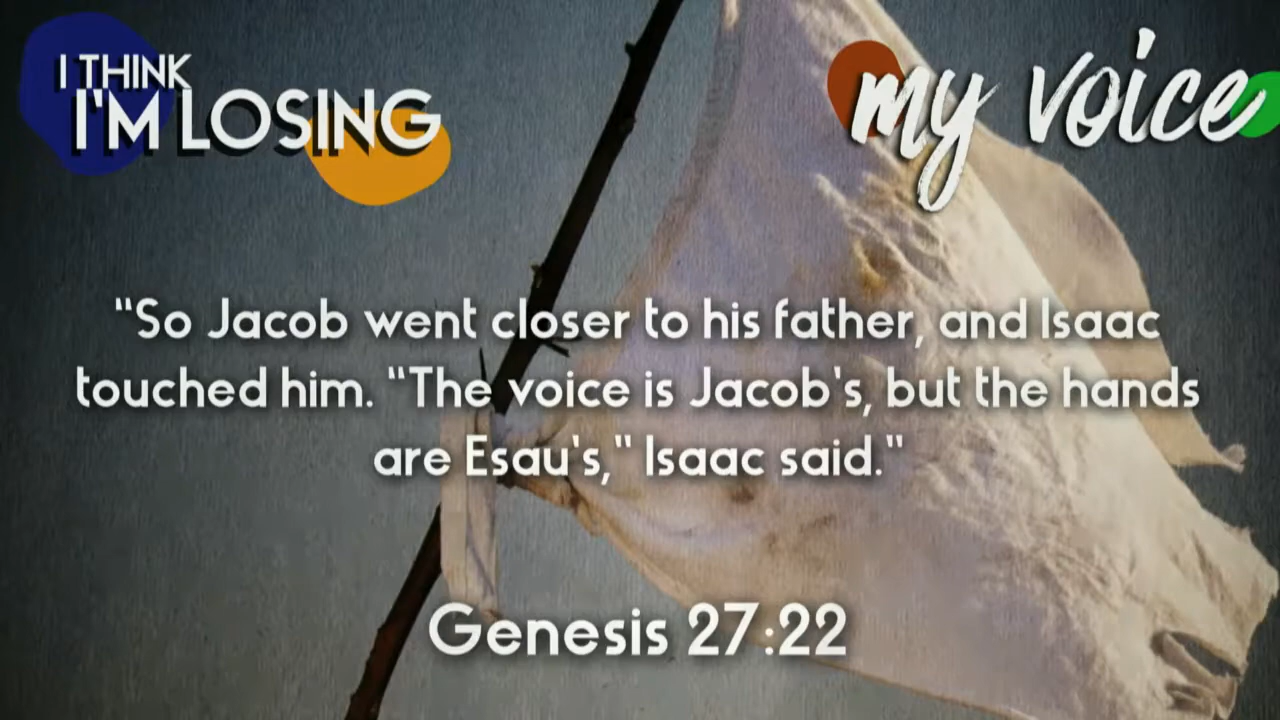 I THINK
I'M LOSING
my voice
“So Jacob went closer to his father, and Isaac
touched him. “The voice is Jacob's, but the hands
are Esau's," Isaac said."
Genesis 27:22